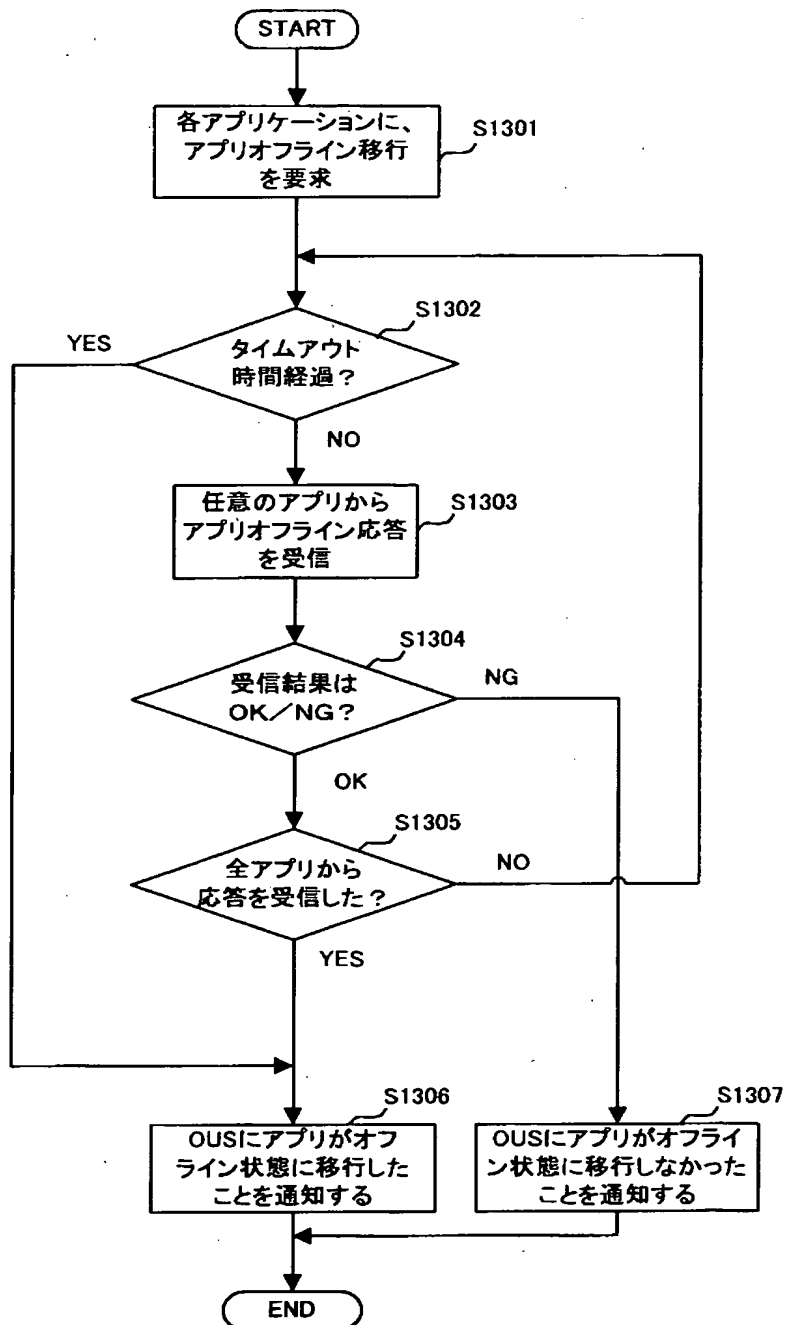 START
各アプリケーションに、
アプリオフライン移行
を要求
S1301
S1302
YES
タイムアウト
時間経過？
NO
任意のアプリから
アプリオフライン応答
を受信
S1303
S1304
受信結果は
OK／NG？
NG
OK
S1305
全アプリから
応答を受信した？
NO
YES
S1306
OUSにアプリがオフ
ライン状態に移行した
ことを通知する
S1307
OUSにアプリがオフライ
ン状態に移行しなかった
ことを通知する
END